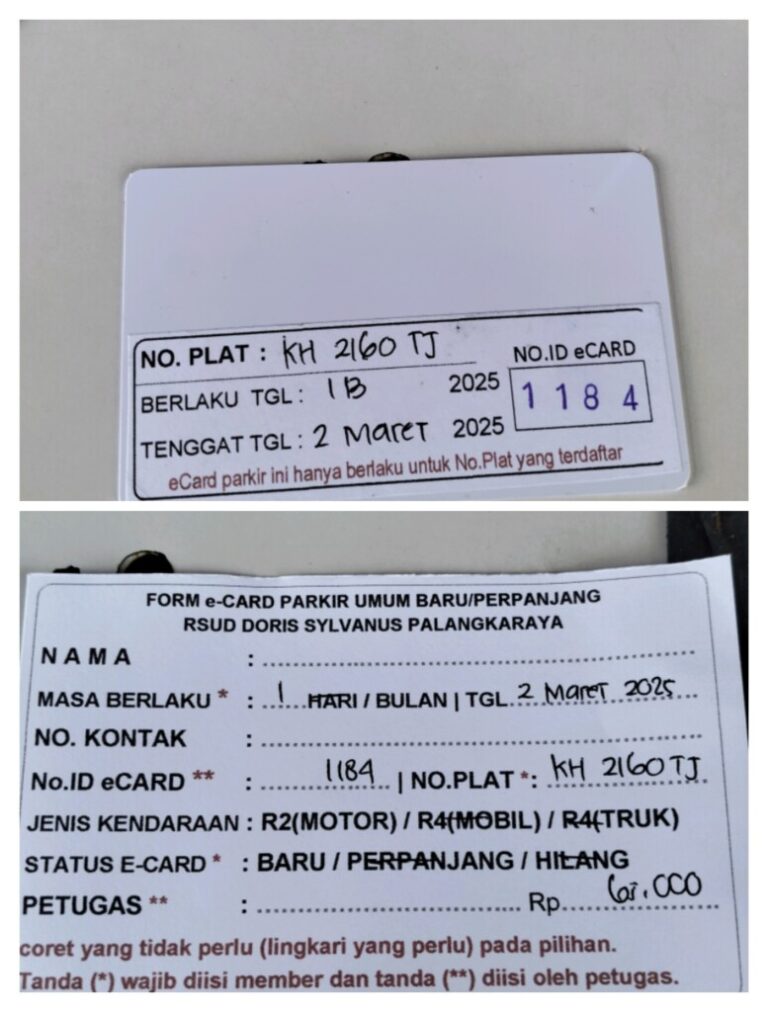 NO. PLAT : KH 2160 TJ
NO.ID eCARD
BERLAKU TGL : 1B 2025
1184
TENGGAT TGL : 2 Maret 2025
eCard parkir ini hanya berlaku untuk No.Plat yang terdaftar
FORM e-CARD PARKIR UMUM BARU/PERPANJANG
RSUD DORIS SYLVANUS PALANGKARAYA
NAMA :
MASA BERLAKU * : 1 HARI / BULAN | TGL. 2 Maret 2025
NO. KONTAK :
No.ID eCARD ** : 1184 | NO.PLAT *: KH 2160 TJ
JENIS KENDARAAN : R2(MOTOR) / R4(MOBIL) / R4(TRUK)
STATUS E-CARD * : BARU / PERPANJANG / HILANG
PETUGAS ** : Rp.
coret yang tidak perlu (lingkari yang perlu) pada pilihan.
Tanda (*) wajib diisi member dan tanda (**) diisi oleh petugas.